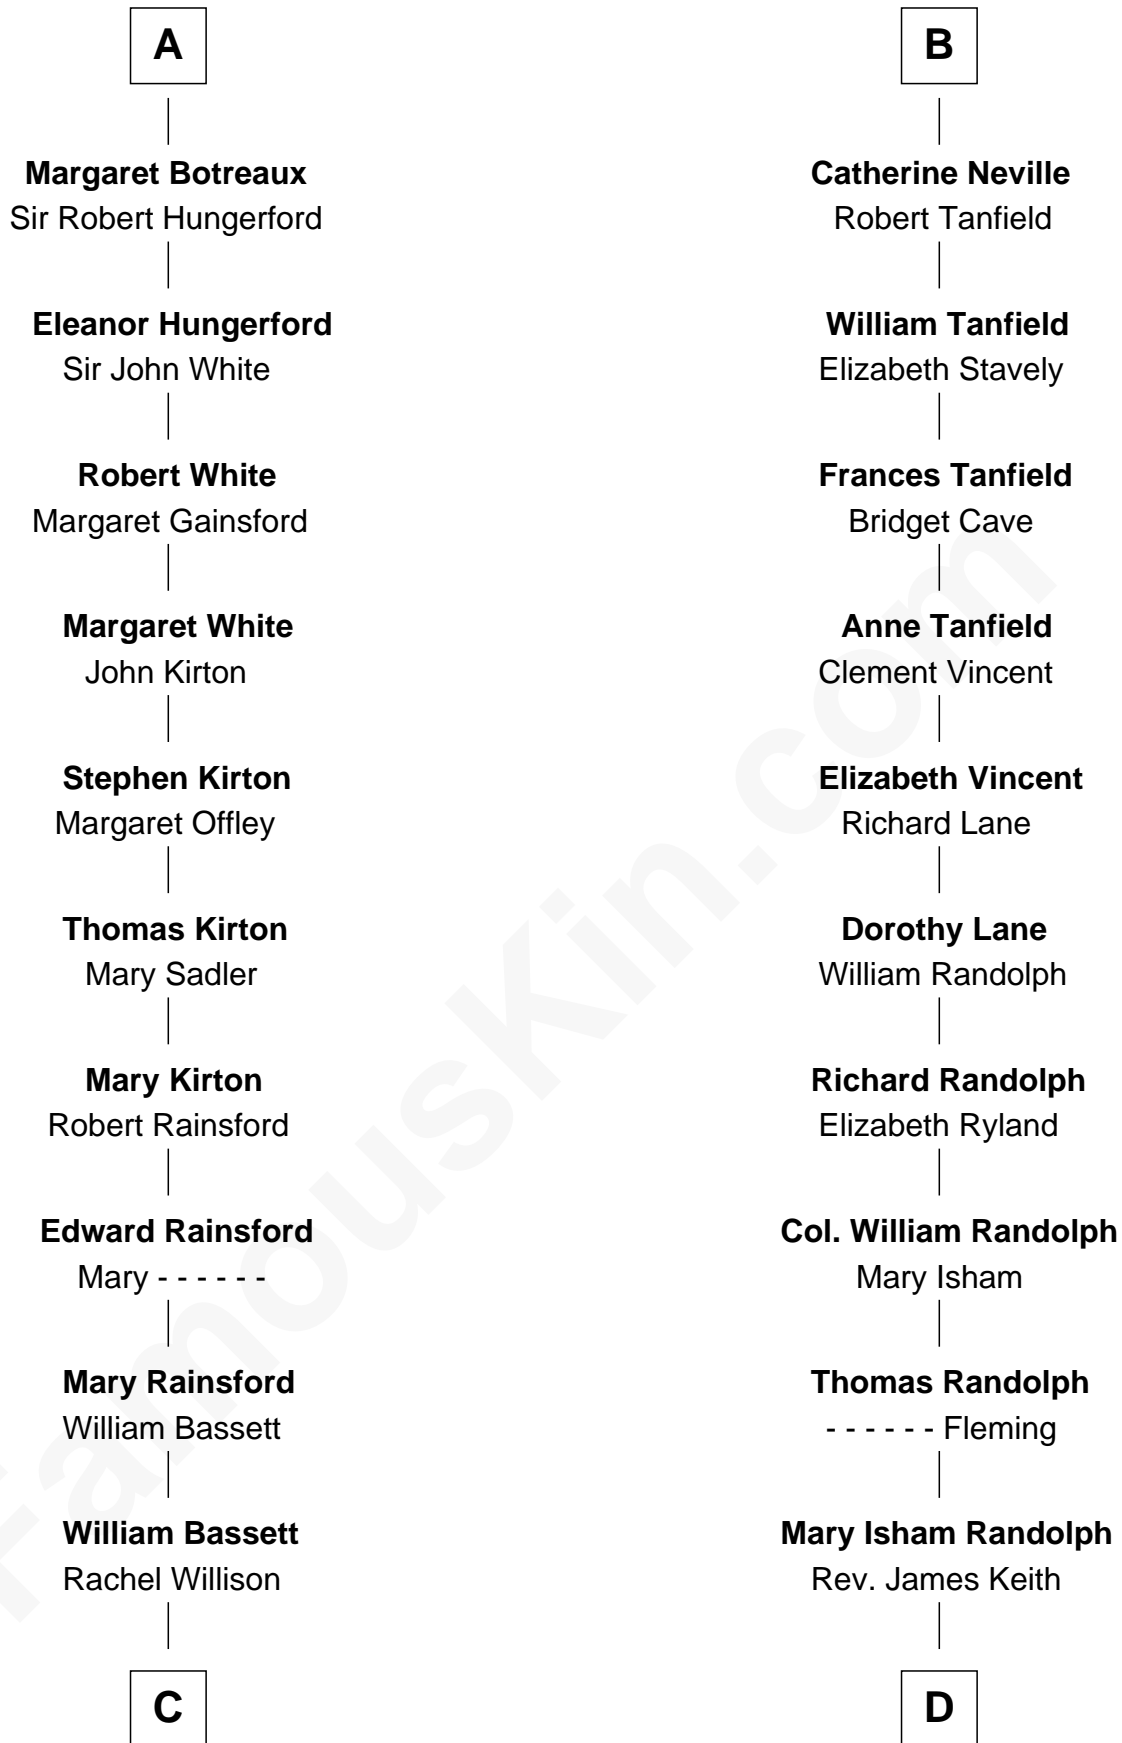 A
Margaret Botreaux
Sir Robert Hungerford
Eleanor Hungerford
Sir John White
Robert White
Margaret Gainsford
Margaret White
John Kirton
Stephen Kirton
Margaret Offley
Thomas Kirton
Mary Sadler
Mary Kirton
Robert Rainsford
Edward Rainsford
Mary - - - - - -
Mary Rainsford
William Bassett
William Bassett
Rachel Willison
C
B
Catherine Neville
Robert Tanfield
William Tanfield
Elizabeth Stavely
Frances Tanfield
Bridget Cave
Anne Tanfield
Clement Vincent
Elizabeth Vincent
Richard Lane
Dorothy Lane
William Randolph
Richard Randolph
Elizabeth Ryland
Col. William Randolph
Mary Isham
Thomas Randolph
- - - - - - Fleming
Mary Isham Randolph
Rev. James Keith
D
FamousKin.com